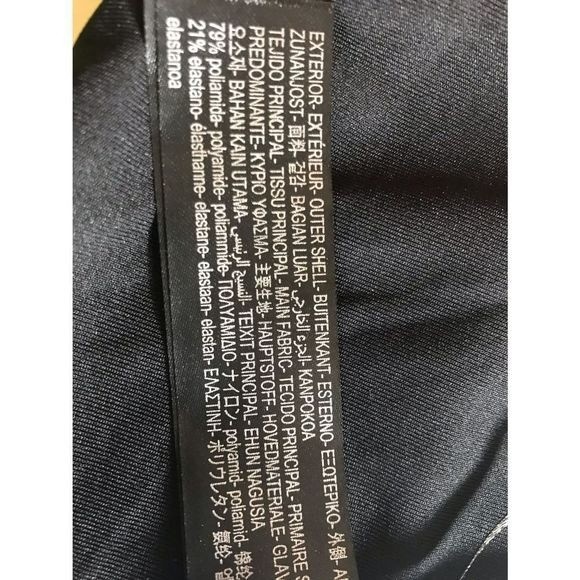 EXTERIOR- EXTÉRIEUR- OUTER SHELL- BUITENKANT- ESTERNO- ΕΞΩΤΕΡΙΚΟ- 外側-
ZUNANJOST- 面料- 겉감- BAGIAN LUAR- الجزء الخارجي- KANPOKOA
TEJIDO PRINCIPAL- TISSU PRINCIPAL- MAIN FABRIC- TECIDO PRINCIPAL- PRIMAIRE
PREDOMINANTE- ΚΥΡΙΟ ΥΦΑΣΜΑ- 主要生地- HAUPTSTOFF- HOVEDMATERIALE-
요소재- BAHAN KAIN UTAMA- النسيج الرئيسي- TEIXIT PRINCIPAL- EHUN NAGUSIA
79% poliamida- polyamide- poliammide- ΠΟΛΥΑΜΙΔΙΟ- ナイロン- polyamid- poliamid- 锦纶-
21% elastano- élasthanne- elastane- elastaan- elastan- ΕΛΑΣΤΙΝΗ- ポリウレタン- 氨纶-
elastanoa